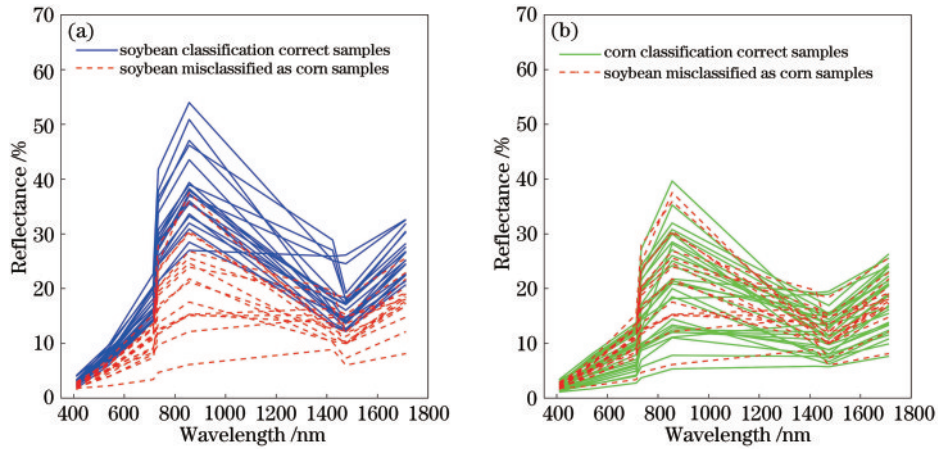 (a)
soybean classification correct samples
soybean misclassified as corn samples
70
60
50
40
30
20
10
0
Reflectance /%
400 600 800 1000 1200 1400 1600 1800
Wavelength /nm
(b)
corn classification correct samples
soybean misclassified as corn samples
70
60
50
40
30
20
10
0
Reflectance /%
400 600 800 1000 1200 1400 1600 1800
Wavelength /nm